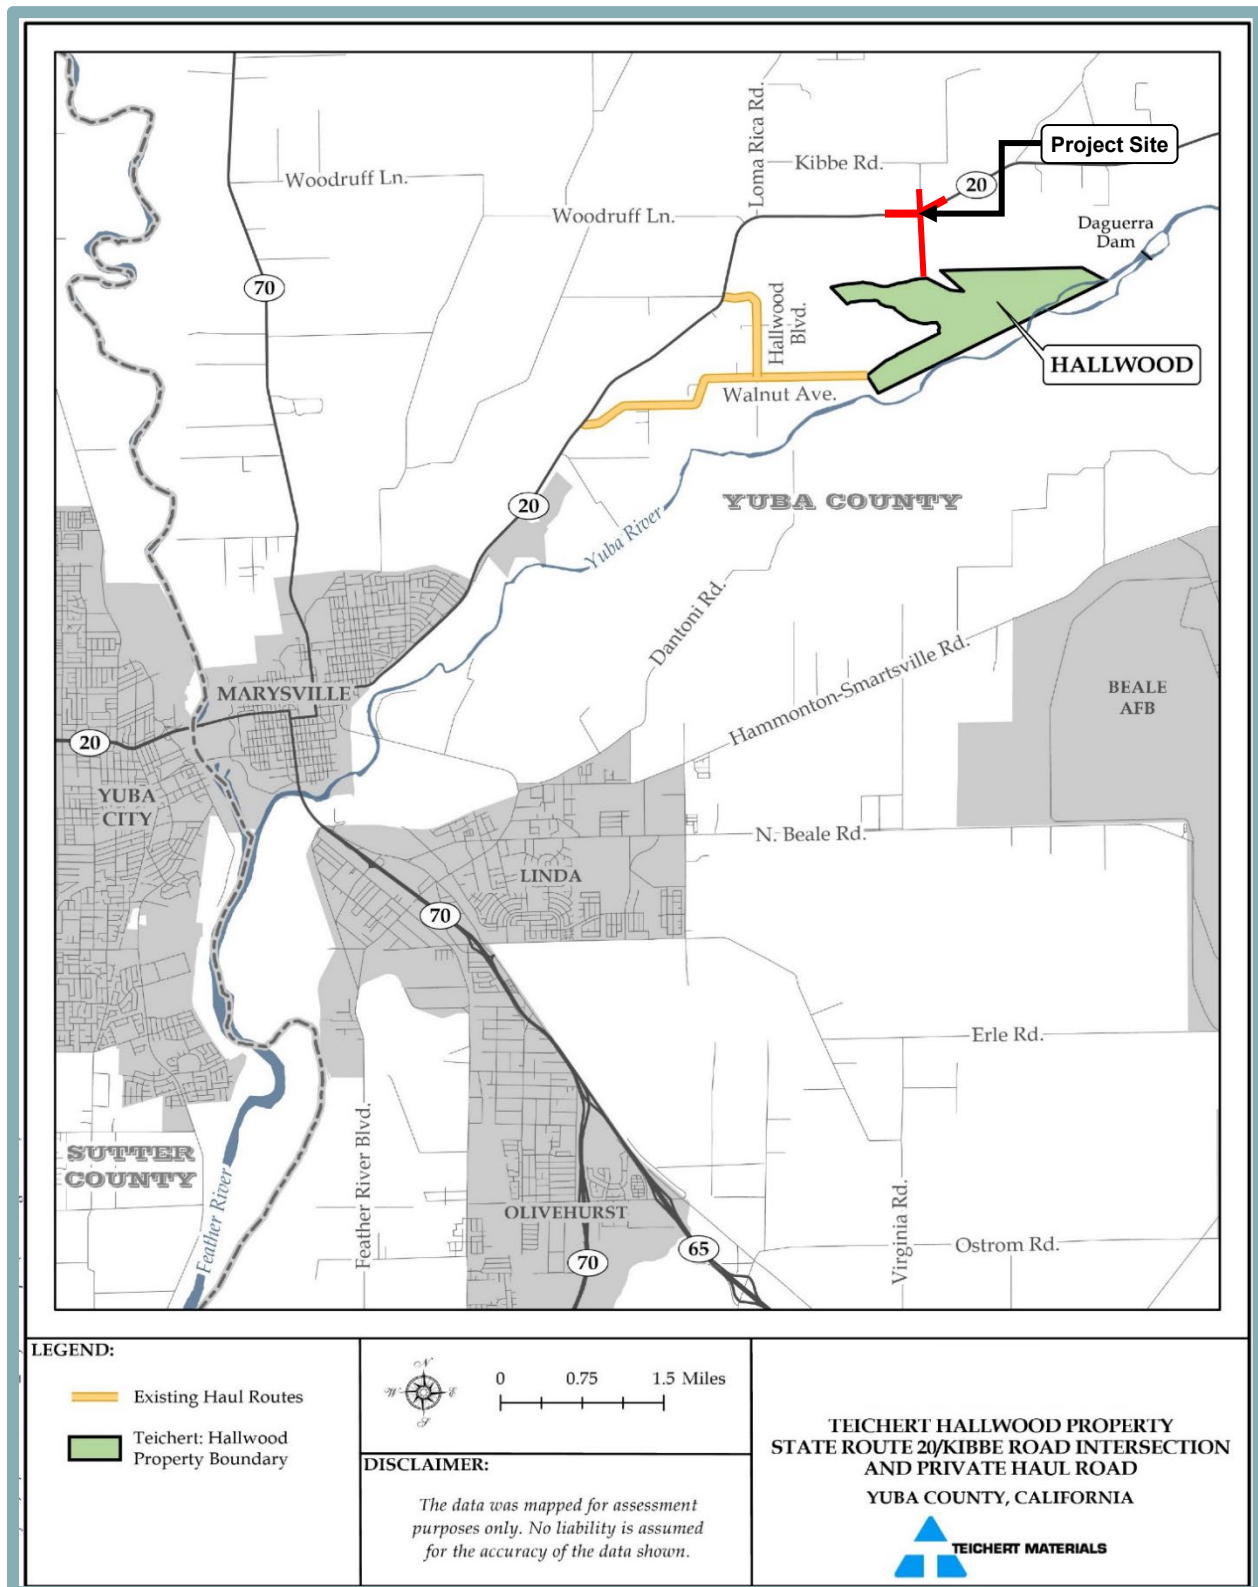 Loma Rica Rd.
Project Site
Kibbe Rd.
Woodruff Ln.
20
Woodruff Ln.
Daguerra
Dam
70
Hallwood
Blvd.
HALLWOOD
Walnut Ave.
YUBA COUNTY
20
Yuba River
Dantoni Rd.
Hammonton-Smartsville Rd.
MARYSVILLE
BEALE
AFB
20
YUBA
CITY
N. Beale Rd.
LINDA
70
Erle Rd.
Feather River Blvd.
SUTTER
COUNTY
Feather River
OLIVEHURST
Virginia Rd.
65
Ostrom Rd.
70
LEGEND:
Existing Haul Routes
Teichert: Hallwood
Property Boundary
N
W E
S
0 0.75 1.5 Miles
DISCLAIMER:
The data was mapped for assessment
purposes only. No liability is assumed
for the accuracy of the data shown.
TEICHERT HALLWOOD PROPERTY
STATE ROUTE 20/KIBBE ROAD INTERSECTION
AND PRIVATE HAUL ROAD
YUBA COUNTY, CALIFORNIA
TEICHERT MATERIALS